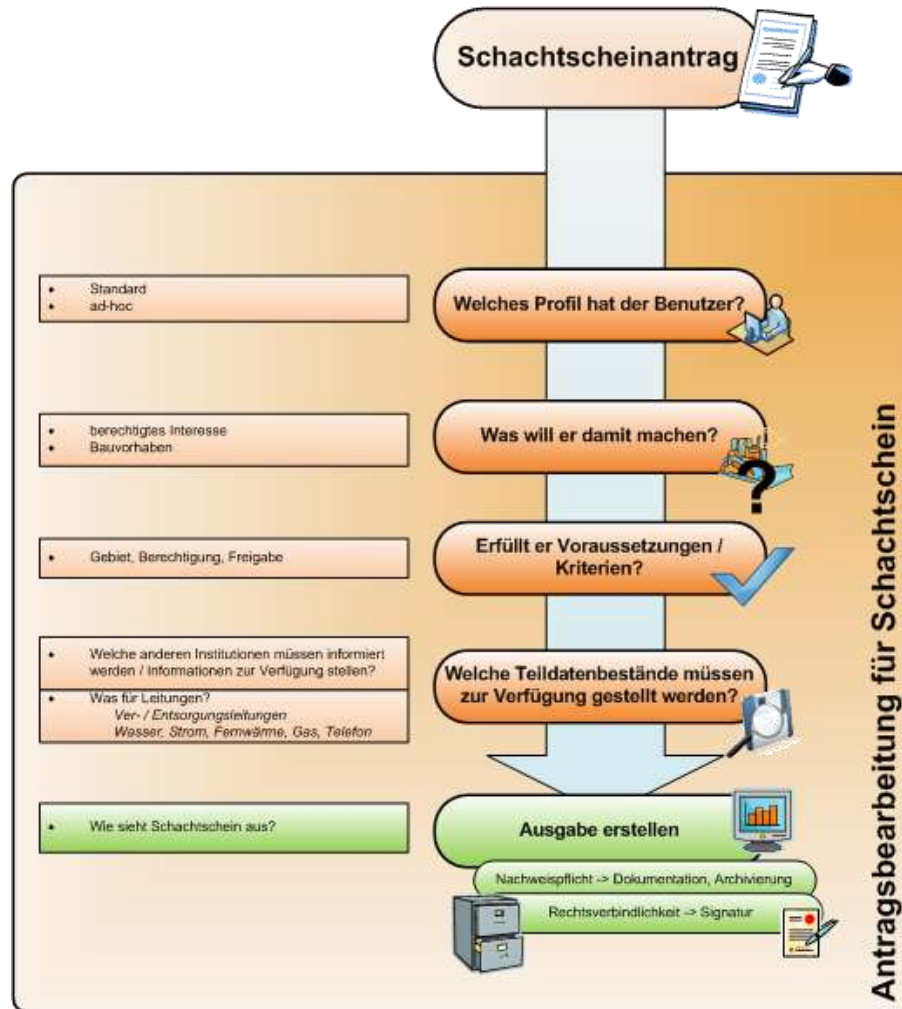 Schachtscheinantrag
• Standard
• ad-hoc
Welches Profil hat der Benutzer?
• berechtigtes Interesse
• Bauvorhaben
Was will er damit machen?
?
• Gebiet, Berechtigung, Freigabe
Erfüllt er Voraussetzungen /
Kriterien?
• Welche anderen Institutionen müssen informiert
werden / Informationen zur Verfügung stellen?
• Was für Leitungen?
Ver- / Entsorgungsleitungen
Wasser, Strom, Fernwärme, Gas, Telefon
Welche Teildatenbestände müssen
zur Verfügung gestellt werden?
• Wie sieht Schachtschein aus?
Ausgabe erstellen
Nachweispflicht -> Dokumentation, Archivierung
Rechtsverbindlichkeit -> Signatur
Antragsbearbeitung für Schachtschein